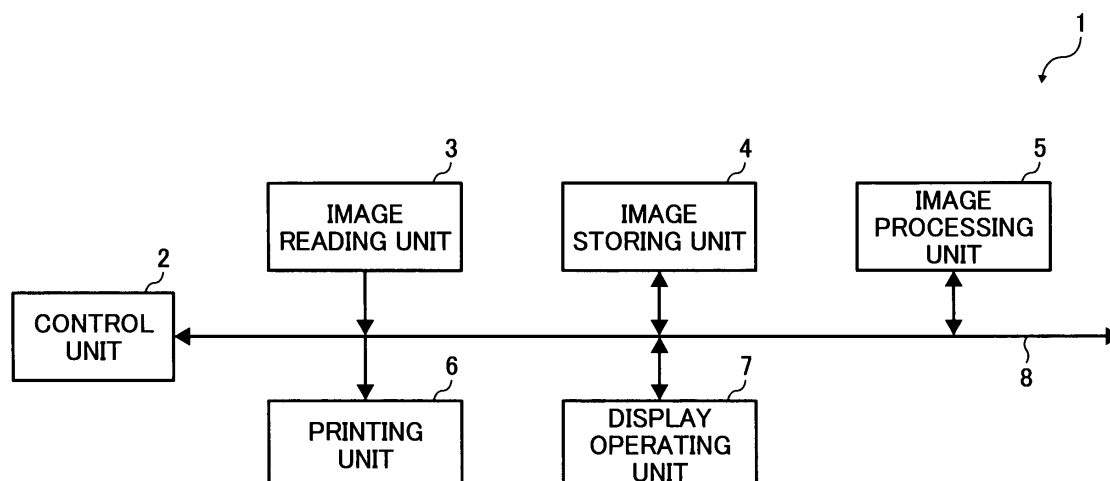 1
3
IMAGE
READING UNIT
4
IMAGE
STORING UNIT
5
IMAGE
PROCESSING
UNIT
2
CONTROL
UNIT
8
6
PRINTING
UNIT
7
DISPLAY
OPERATING
UNIT